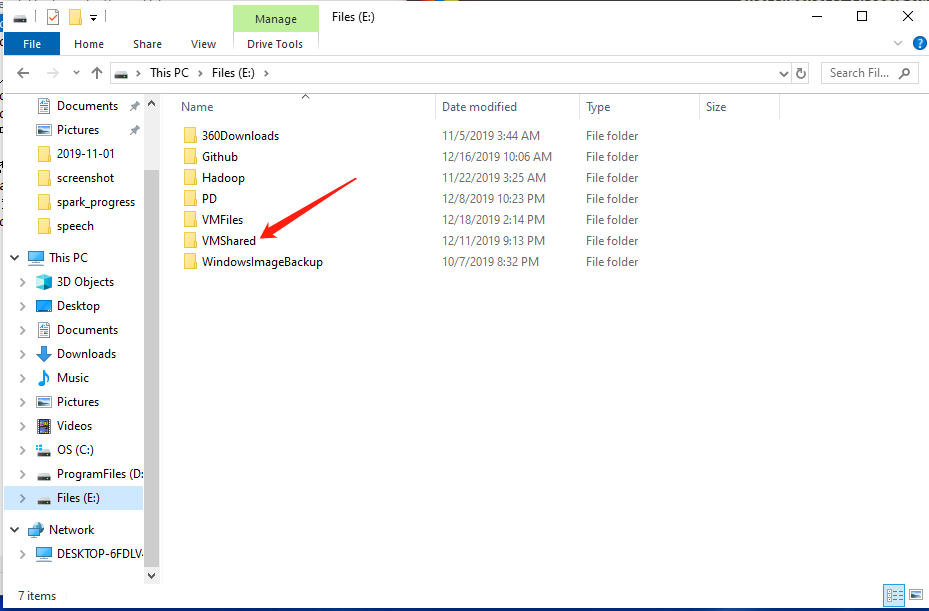 Manage
Files (E:)
File
Home
Share
View
Drive Tools
This PC
Files (E:)
Search Fil...
Name
Date modified
Type
Size
Documents
Pictures
2019-11-01
screenshot
spark_progress
speech
This PC
3D Objects
Desktop
Documents
Downloads
Music
Pictures
Videos
OS (C:)
ProgramFiles (D:
Files (E:)
Network
DESKTOP-6FDLV
360Downloads 11/5/2019 3:44 AM File folder
Github 12/16/2019 10:06 AM File folder
Hadoop 11/22/2019 3:25 AM File folder
PD 12/8/2019 10:23 PM File folder
VMFiles 12/18/2019 2:14 PM File folder
VMShared 12/11/2019 9:13 PM File folder
WindowsImageBackup 10/7/2019 8:32 PM File folder
7 items